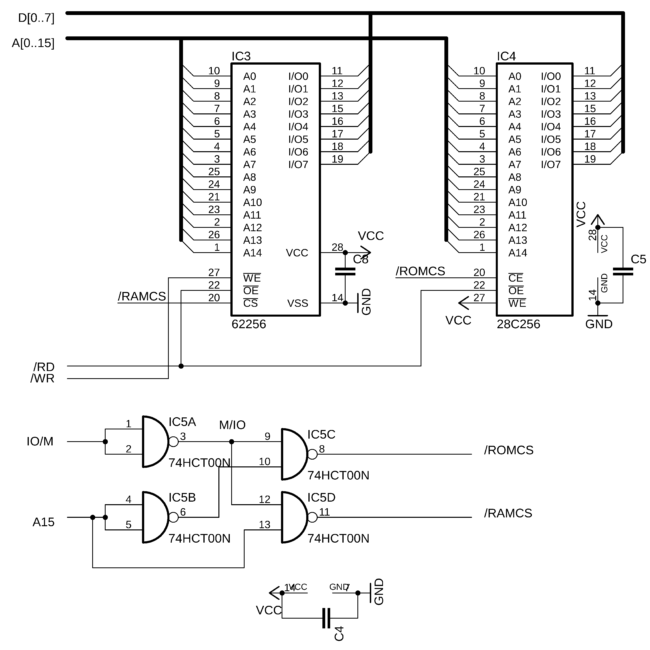 D[0..7]
A[0..15]
IC3
IC4
10 A0 I/O0 11
9 A1 I/O1 12
8 A2 I/O2 13
7 A3 I/O3 15
6 A4 I/O4 16
5 A5 I/O5 17
4 A6 I/O6 18
3 A7 I/O7 19
25 A8
24 A9
21 A10
23 A11
2 A12
26 A13
1 A14
VCC 28 VCC
C8
27 WE
22 OE
/RAMCS 20 CS
VSS 14 GND
62256
10 A0 I/O0 11
9 A1 I/O1 12
8 A2 I/O2 13
7 A3 I/O3 15
6 A4 I/O4 16
5 A5 I/O5 17
4 A6 I/O6 18
3 A7 I/O7 19
25 A8
24 A9
21 A10
23 A11
2 A12
26 A13
1 A14
VCC
28 VCC
C5
/ROMCS 20 CE
22 OE
27 WE
VCC
14 GND
GND
28C256
/RD
/WR
IO/M
1
2
IC5A
3
74HCT00N
M/IO
9
10
IC5C
8
74HCT00N
/ROMCS
A15
4
5
IC5B
6
74HCT00N
12
13
IC5D
11
74HCT00N
/RAMCS
14 VCC
GND 7
GND
VCC
C4